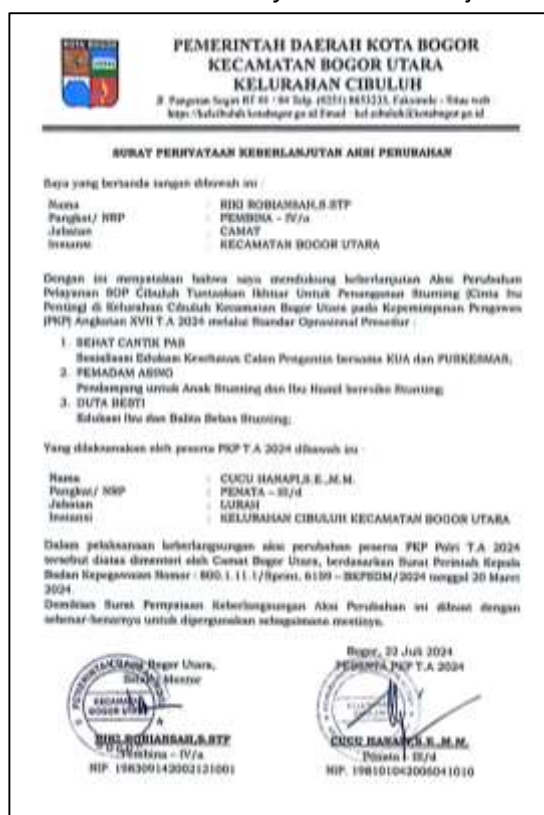 PEMERINTAH DAERAH KOTA BOGOR
KECAMATAN BOGOR UTARA
KELURAHAN CIBULUH
SURAT PERNYATAAN KEBERLANJUTAN AKSI PERUBAHAN
Saya yang bertanda tangan dibawah ini :
Nama : RIKI ROBIANSAH,S.STP
Pangkat/ NRP : PEMBINA – IV/a
Jabatan : CAMAT
Instansi : KECAMATAN BOGOR UTARA
Dengan ini menyatakan bahwa saya mendukung keberlanjutan Aksi Perubahan
Pelayanan SOP Cibuluh Tuntaskan Ikhtiar Untuk Penanganan Stunting (Cinta Ibu
Penting) di Kelurahan Cibuluh Kecamatan Bogor Utara pada Kepemimpinan Pengawas
(PKP) Angkatan XVII T.A 2024 melalui Standar Oprasional Prosedur :
1. SEHAT CANTIK PAS
Sosialisasi Edukasi Kesehatan Calon Pengantin bersama KUA dan PUSKESMAS;
2. PEMADAM ASING
Pendamping untuk Anak Stunting dan Ibu Hamil beresiko Stunting;
3. DUTA BESTI
Edukasi Ibu dan Balita Bebas Stunting;
Yang dilaksanakan oleh peserta PKP T.A 2024 dibawah ini :
Nama : CUCU HANAPI,S.E.,M.M.
Pangkat/ NRP : PENATA – III/d
Jabatan : LURAH
Instansi : KELURAHAN CIBULUH KECAMATAN BOGOR UTARA
Dalam pelaksanaan keberlangsungan aksi perubahan peserta PKP Polri T.A 2024
tersebut diatas dimentori oleh Camat Bogor Utara, berdasarkan Surat Perintah Kepala
Badan Kepegawaian Nomor : 800.1.11.1/Sprint. 6159 – BKPSDM/2024 tanggal 20 Maret
2024.
Demikian Surat Pernyataan Keberlangsungan Aksi Perubahan ini dibuat dengan
sebenar-benarnya untuk dipergunakan sebagaimana mestinya.
Bogor, 22 Juli 2024
Camat Bogor Utara,
PESERTA PKP T.A 2024
Selaku Mentor
KECAMATAN
BOGOR UTARA
RIKI ROBIANSAH,S.STP
CUCU HANAPI,S.E.,M.M.
Pembina – IV/a
Penata – III/d
NIP. 198309142002121001
NIP. 198101042006041010